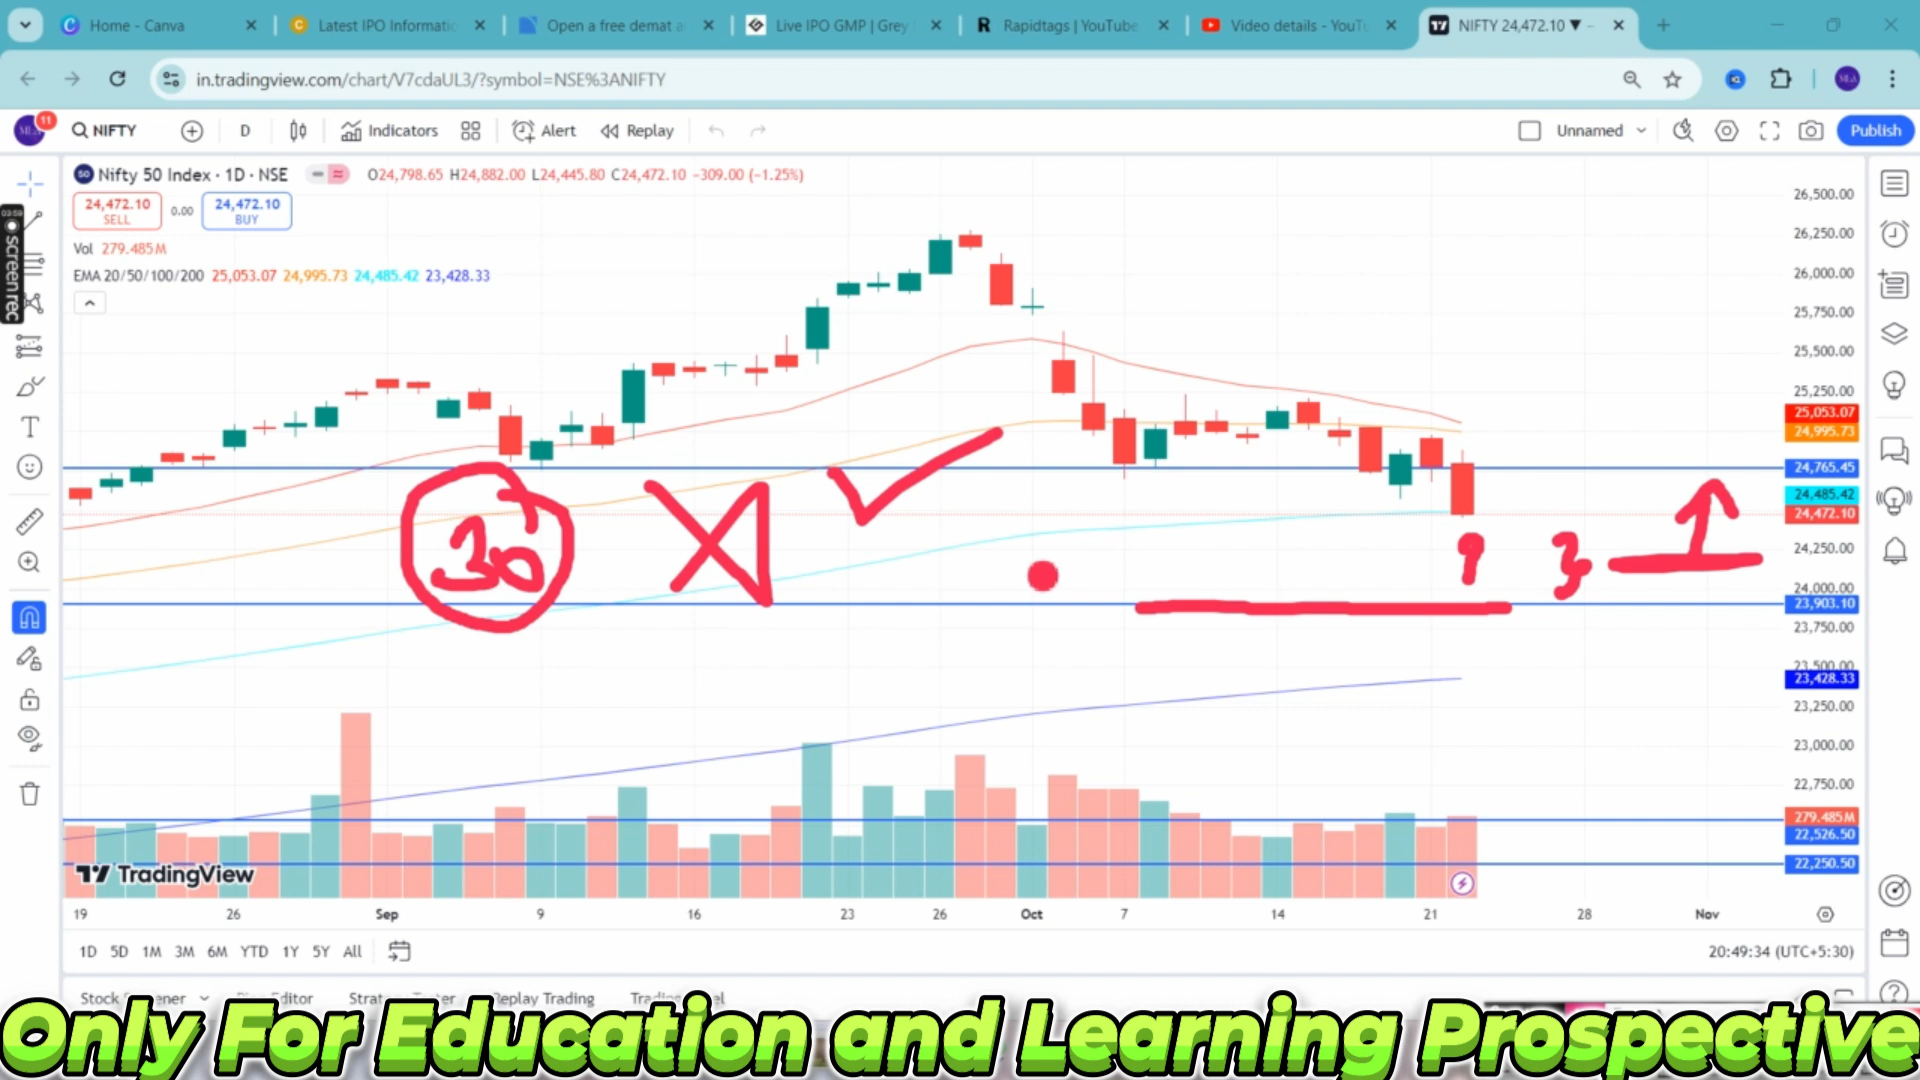 Home - Canva
Latest IPO Informatic
Open a free demat a
Live IPO GMP | Grey
Rapidtags | YouTube
Video details - YouTu
NIFTY 24,472.10 ▼ -
in.tradingview.com/chart/V7cdaUL3/?symbol=NSE%3ANIFTY
11
NIFTY
D
Indicators
Alert
Replay
Unnamed
Publish
Nifty 50 Index · 1D · NSE
O24,798.65 H24,882.00 L24,445.80 C24,472.10 −309.00 (−1.25%)
24,472.10
SELL
0.00
24,472.10
BUY
Vol 279.485M
EMA 20/50/100/200 25,053.07 24,995.73 24,485.42 23,428.33
03:59
screenrec
26,500.00
26,250.00
26,000.00
25,750.00
25,500.00
25,250.00
25,053.07
24,995.73
24,765.45
24,485.42
24,472.10
24,250.00
24,000.00
23,903.10
23,750.00
23,500.00
23,428.33
23,250.00
23,000.00
22,750.00
279.485M
22,526.50
22,250.50
30
TradingView
19 26 Sep 9 16 23 26 Oct 7 14 21 28 Nov
1D 5D 1M 3M 6M YTD 1Y 5Y All
20:49:34 (UTC+5:30)
Replay Trading
Only For Education and Learning Prospective